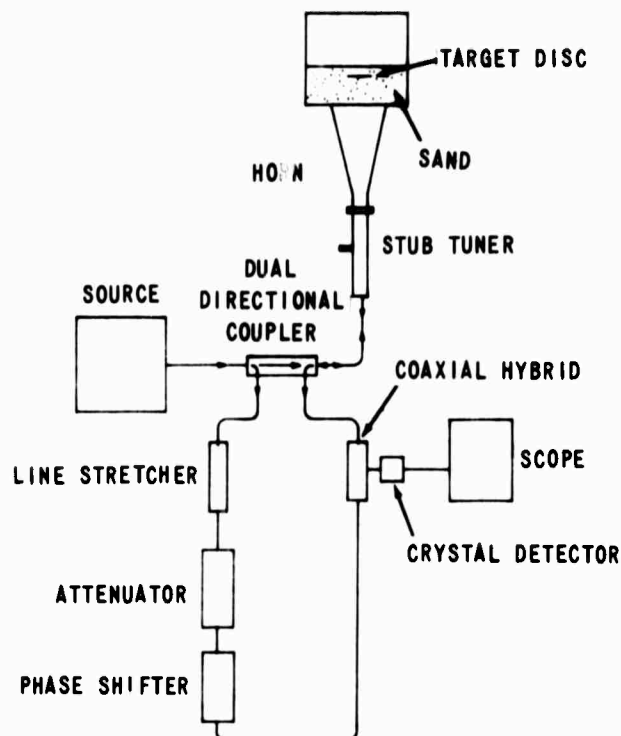 TARGET DISC
SAND
HORN
STUB TUNER
DUAL
DIRECTIONAL
COUPLER
SOURCE
COAXIAL HYBRID
SCOPE
LINE STRETCHER
CRYSTAL DETECTOR
ATTENUATOR
PHASE SHIFTER